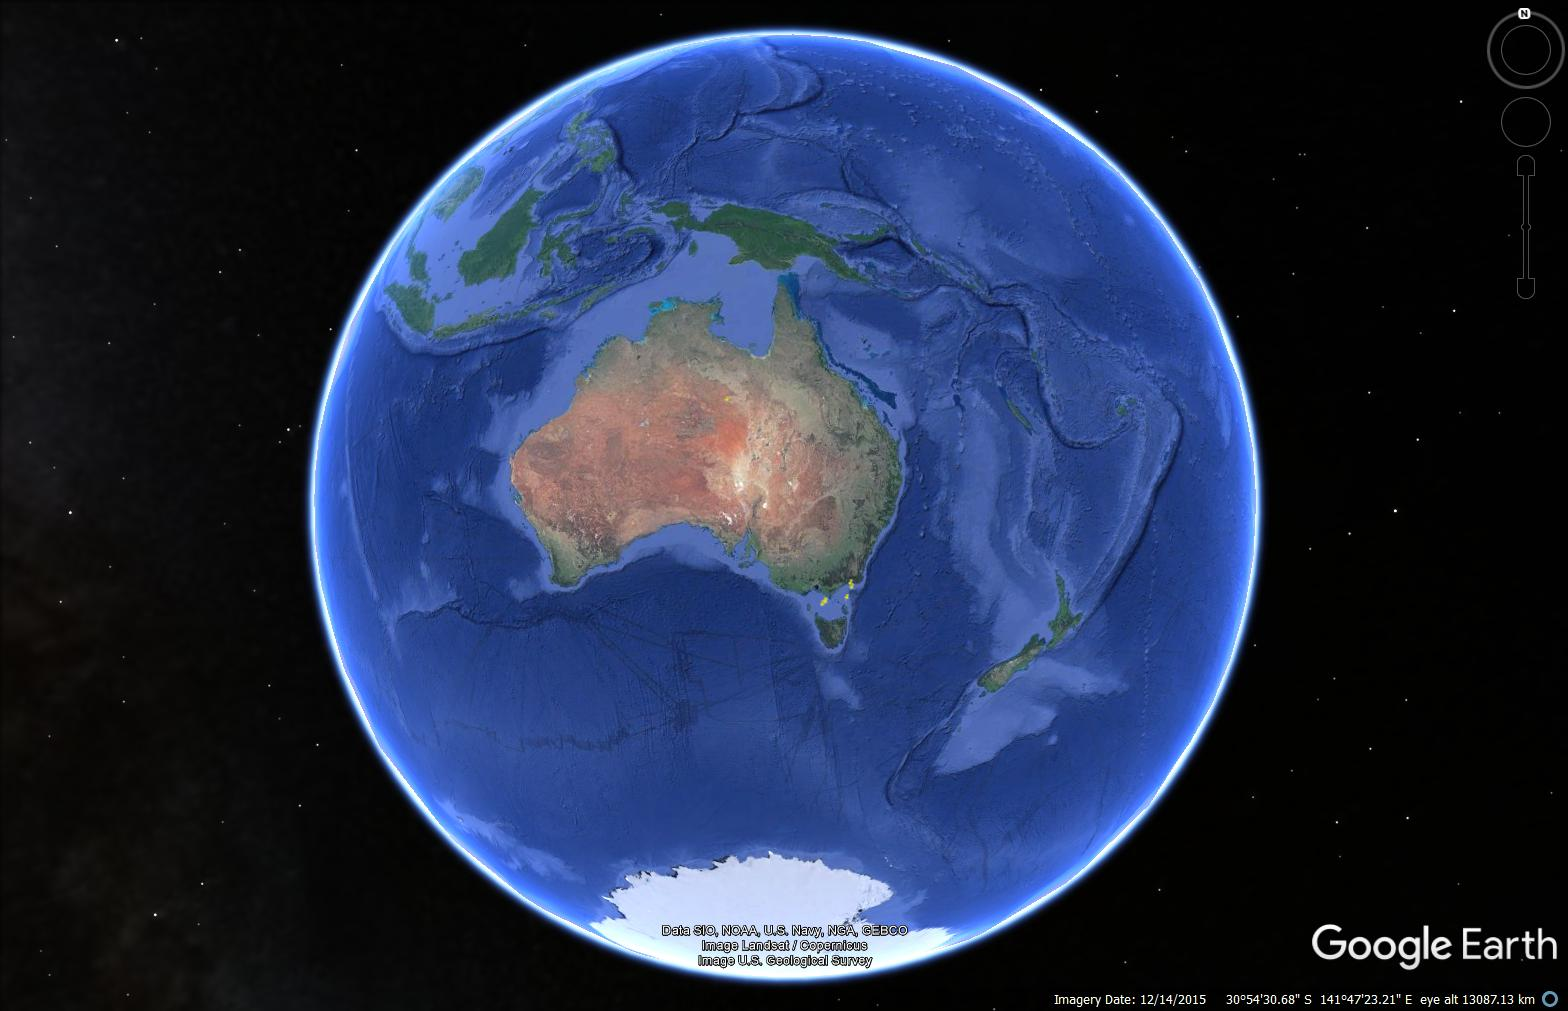 N
Data SIO, NOAA, U.S. Navy, NGA, GEBCO
Image Landsat / Copernicus
Image U.S. Geological Survey
Google Earth
Imagery Date: 12/14/2015 30°54'30.68" S 141°47'23.21" E eye alt 13087.13 km